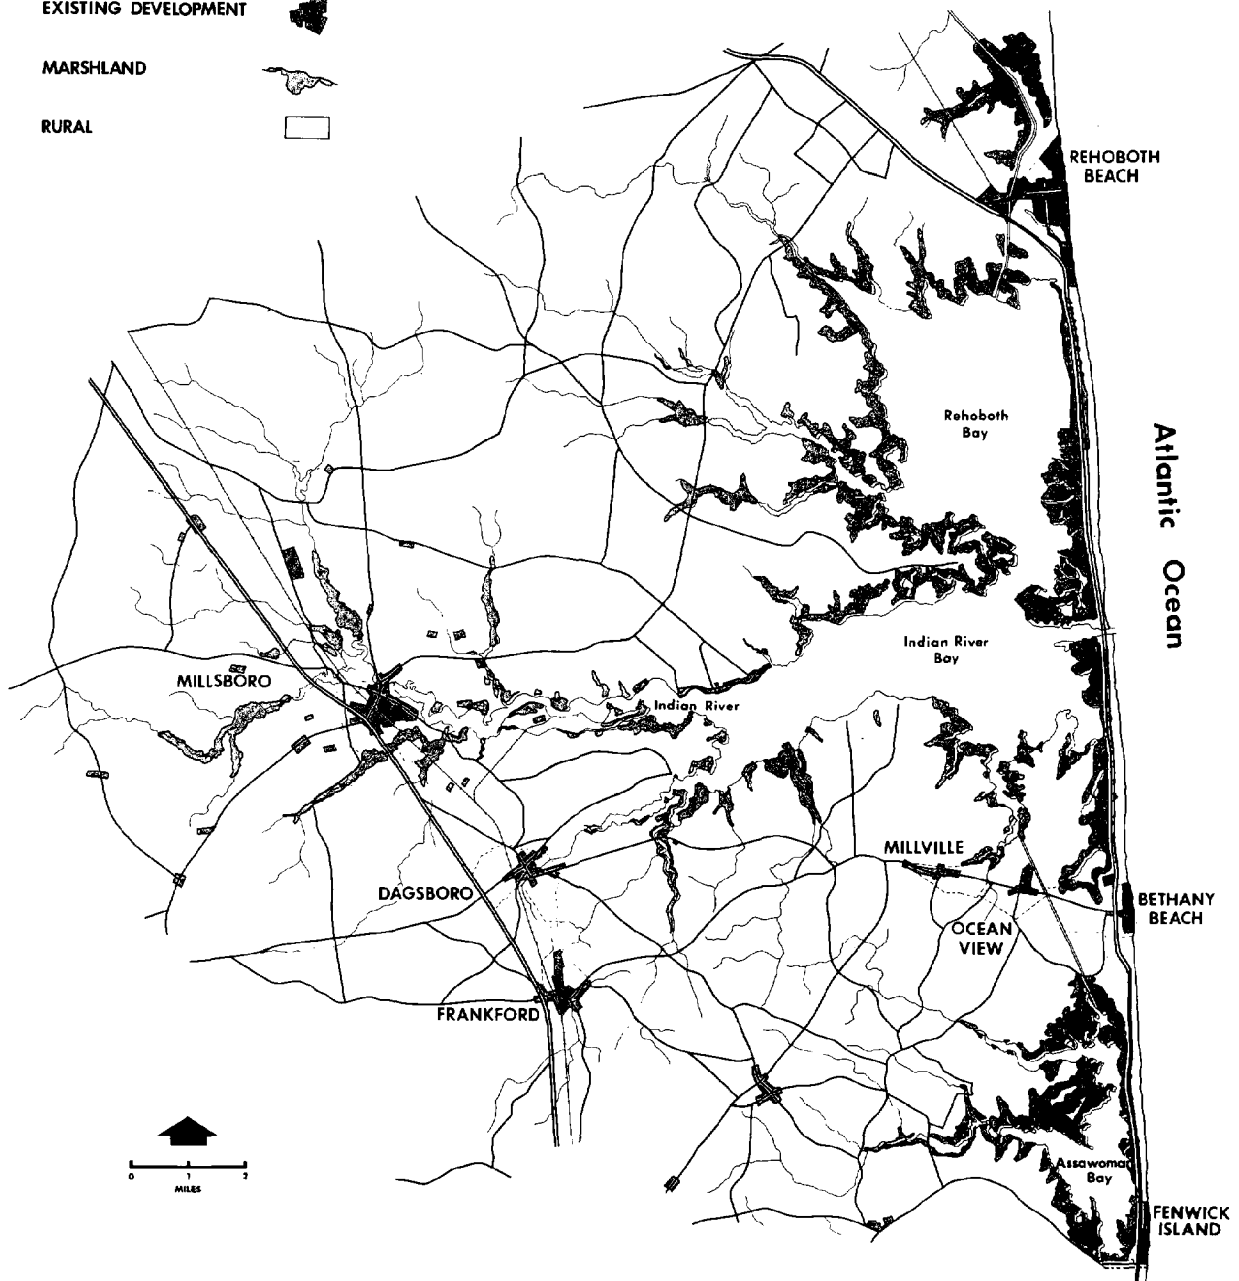 EXISTING DEVELOPMENT
MARSHLAND
RURAL
REHOBOTH
BEACH
Rehoboth
Bay
Atlantic Ocean
Indian River
Bay
MILLSBORO
Indian River
MILLVILLE
DAGSBORO
BETHANY
BEACH
OCEAN
VIEW
FRANKFORD
Assawoman
Bay
FENWICK
ISLAND
0 1 2
MILES